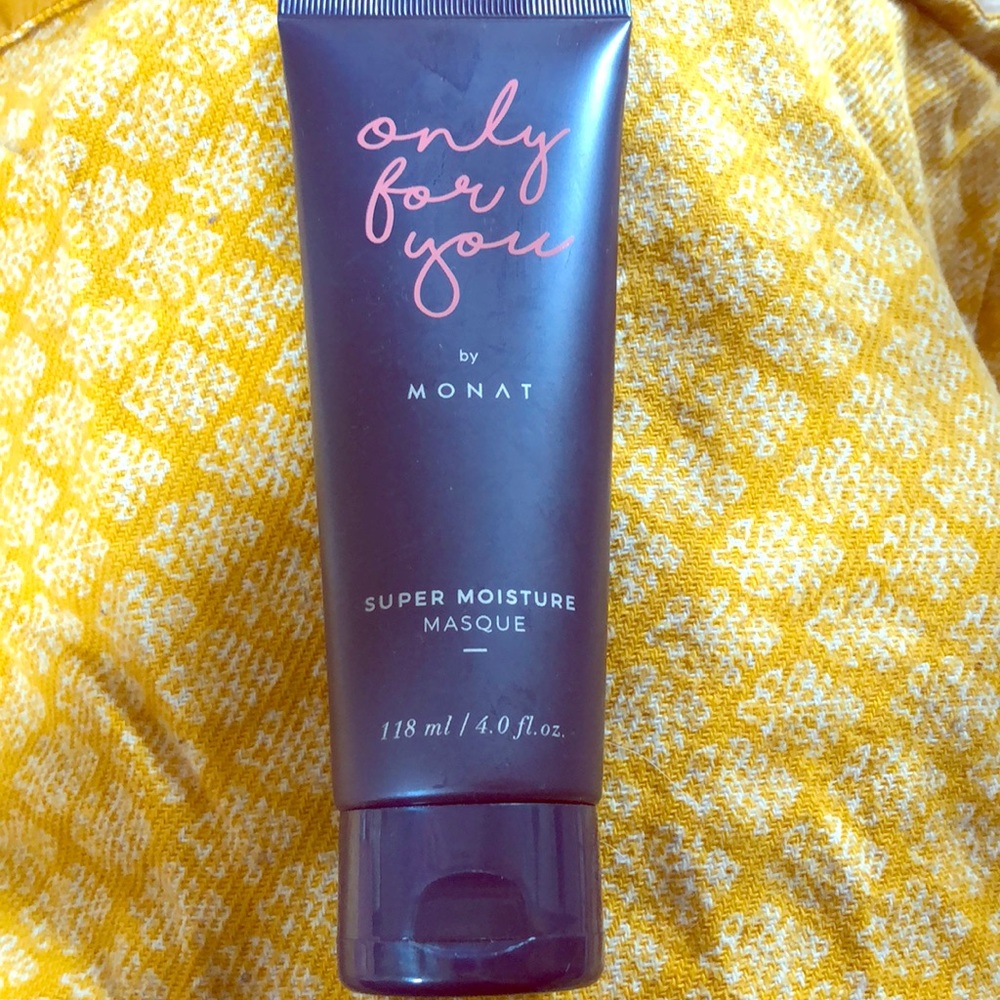 only
for
you
by
MONAT
SUPER MOISTURE
MASQUE
118 ml / 4.0 fl.oz.